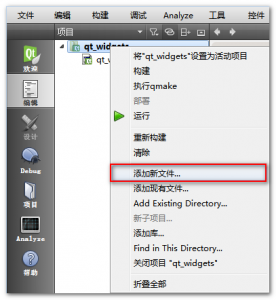 文件 编辑 构建 调试 Analyze 工具 控件
项目
欢迎
编辑
设计
Debug
项目
Analyze
帮助
qt_widgets
qt_w
将"qt_widgets"设置为活动项目
构建
执行qmake
部署
运行
重新构建
清除
添加新文件...
添加现有文件...
Add Existing Directory...
新子项目...
添加库...
Find in This Directory...
关闭项目 "qt_widgets"
折叠全部